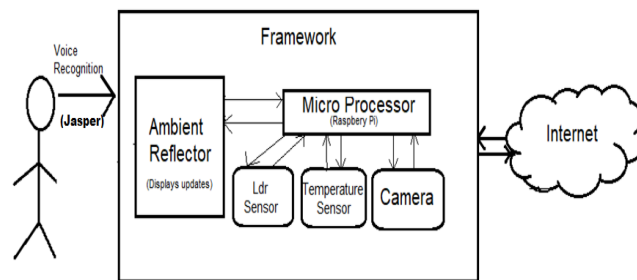 Framework
Voice
Recognition
(Jasper)
Ambient
Reflector
(Displays updates)
Micro Processor
(Raspbery Pi)
Ldr
Sensor
Temperature
Sensor
Camera
Internet